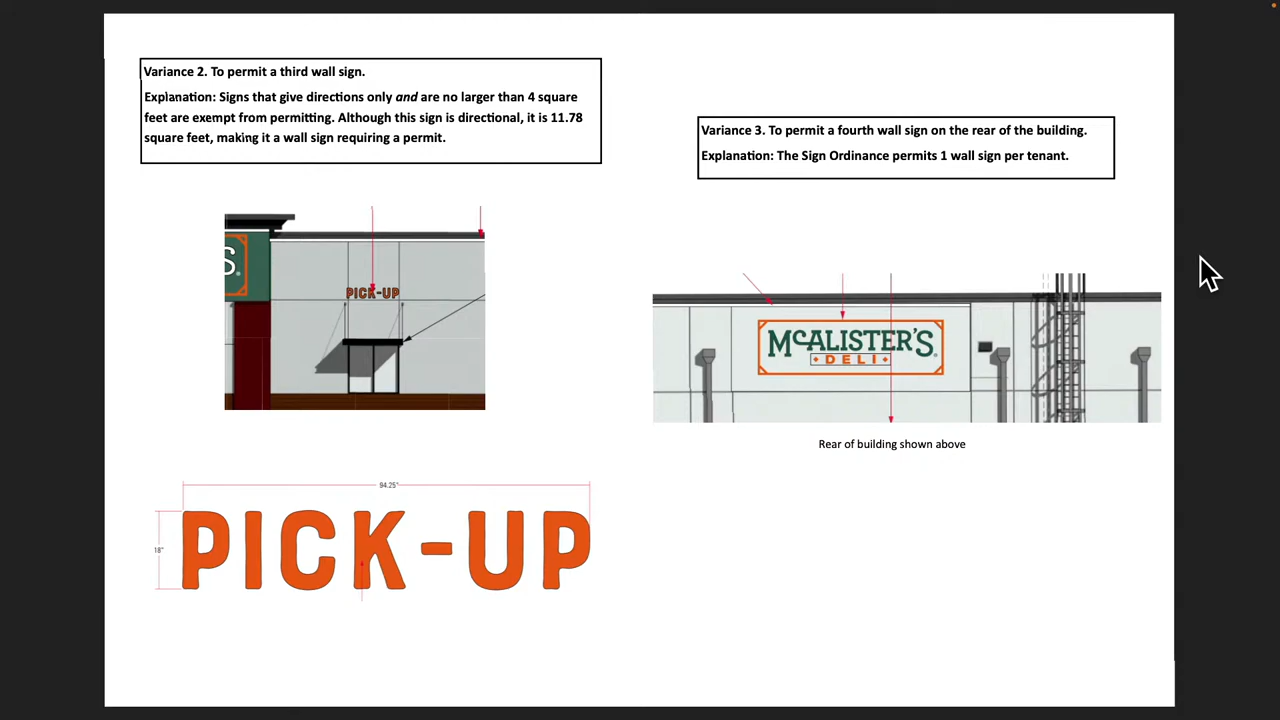 Variance 2. To permit a third wall sign.
Explanation: Signs that give directions only and are no larger than 4 square
feet are exempt from permitting. Although this sign is directional, it is 11.78
square feet, making it a wall sign requiring a permit.
Variance 3. To permit a fourth wall sign on the rear of the building.
Explanation: The Sign Ordinance permits 1 wall sign per tenant.
S.
PICK-UP
McALISTER'S
DELI
Rear of building shown above
94.25"
18"
PICK-UP